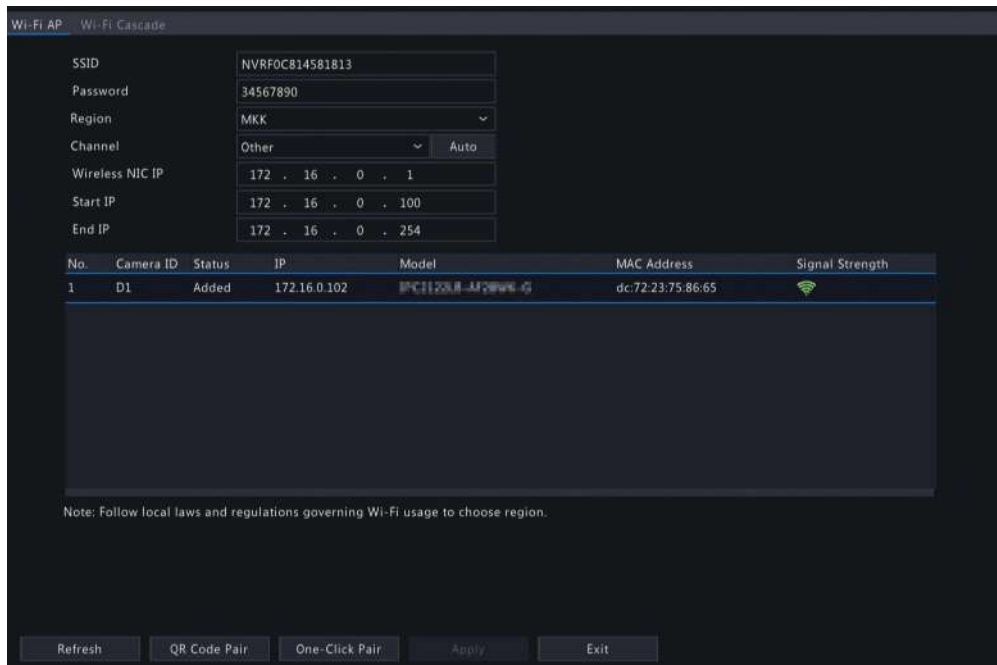 Wi-Fi AP Wi-Fi Cascade
SSID NVRF0C814581813
Password 34567890
Region MKK
Channel Other Auto
Wireless NIC IP 172 . 16 . 0 . 1
Start IP 172 . 16 . 0 . 100
End IP 172 . 16 . 0 . 254
No. Camera ID Status IP Model MAC Address Signal Strength
1 D1 Added 172.16.0.102 dc:72:23:75:86:65
Note: Follow local laws and regulations governing Wi-Fi usage to choose region.
Refresh QR Code Pair One-Click Pair Apply Exit